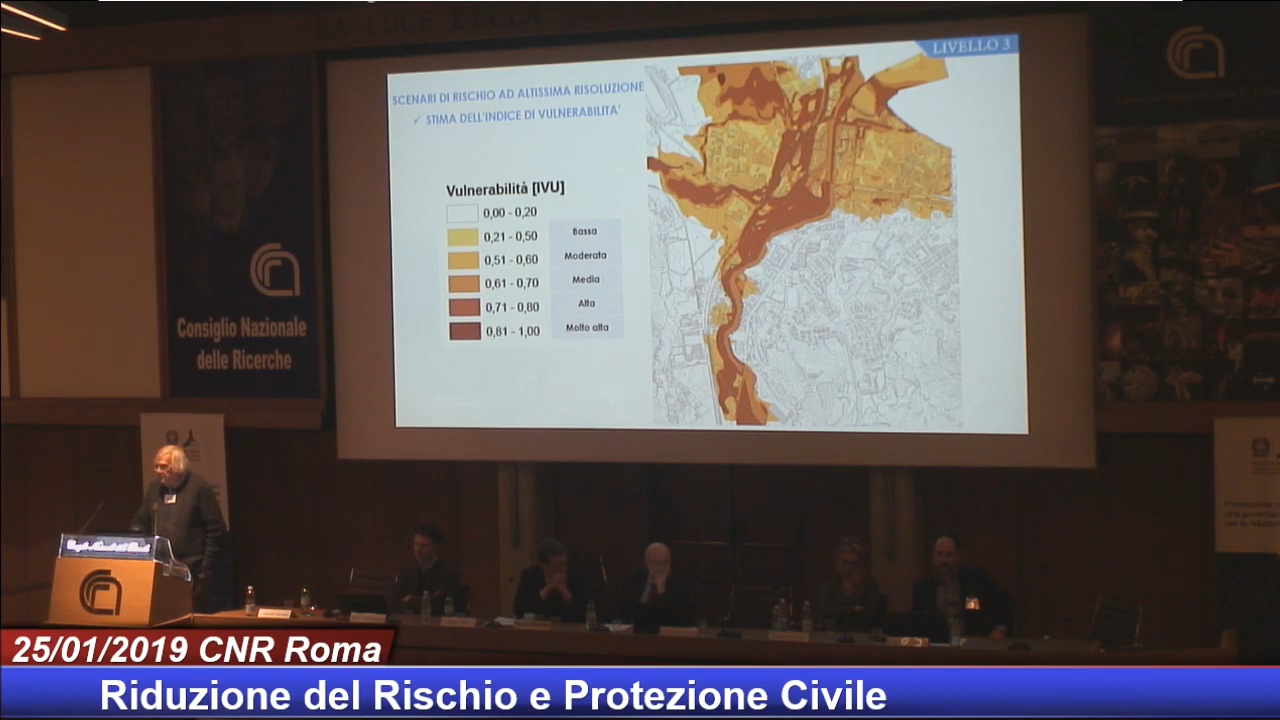 LUCE DELLA
LIVELLO 3
SCENARI DI RISCHIO AD ALTISSIMA RISOLUZIONE
✓ STIMA DELL'INDICE DI VULNERABILITA'
Vulnerabilità [IVU]
0,00 - 0,20
0,21 - 0,50 Bassa
0,51 - 0,60 Moderata
0,61 - 0,70 Media
0,71 - 0,80 Alta
0,81 - 1,00 Molto alta
Consiglio Nazionale
delle Ricerche
25/01/2019 CNR Roma
Riduzione del Rischio e Protezione Civile